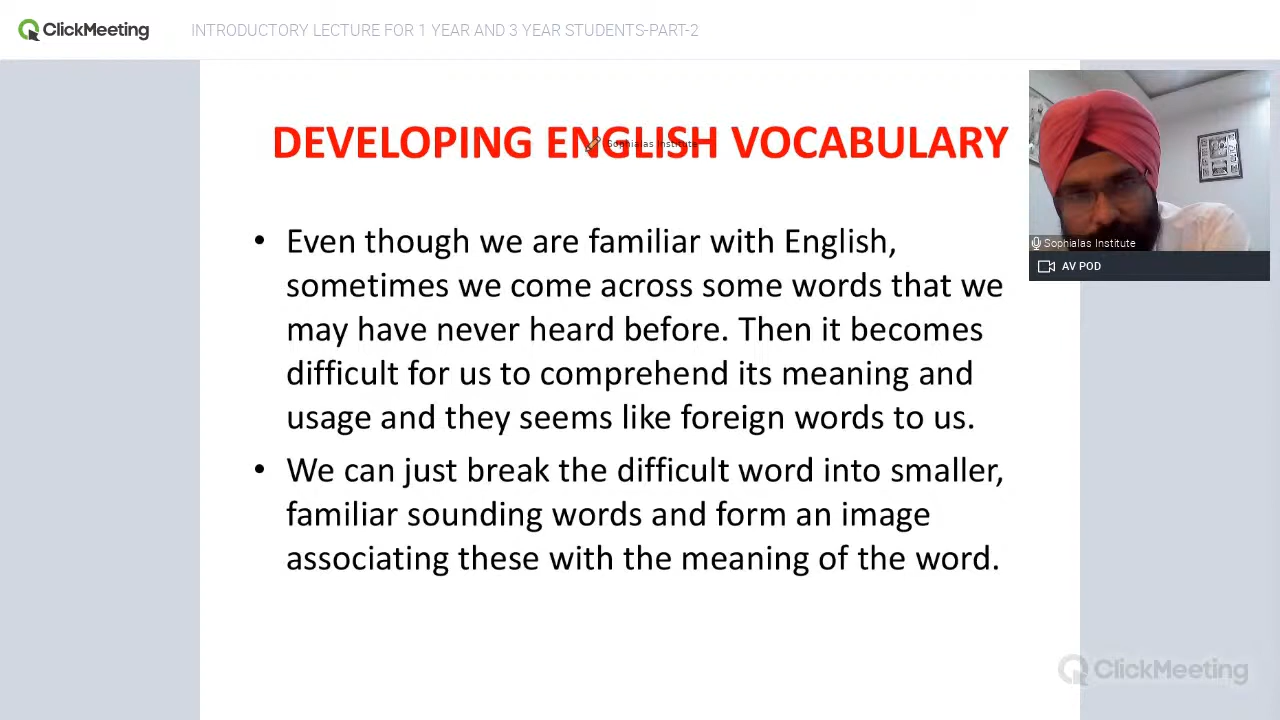 ClickMeeting
INTRODUCTORY LECTURE FOR 1 YEAR AND 3 YEAR STUDENTS-PART-2
DEVELOPING ENGLISH VOCABULARY
Sophialas Institute
• Even though we are familiar with English,
sometimes we come across some words that we
may have never heard before. Then it becomes
difficult for us to comprehend its meaning and
usage and they seems like foreign words to us.
• We can just break the difficult word into smaller,
familiar sounding words and form an image
associating these with the meaning of the word.
Sophialas Institute
AV POD
ClickMeeting